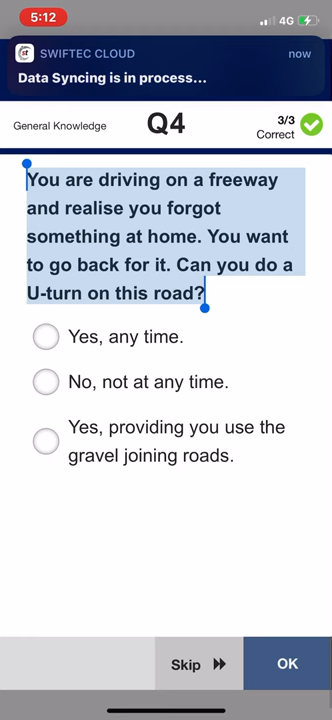 5:12
4G
SWIFTEC CLOUD
now
Data Syncing is in process...
General Knowledge
Q4
3/3
Correct
You are driving on a freeway
and realise you forgot
something at home. You want
to go back for it. Can you do a
U-turn on this road?
Yes, any time.
No, not at any time.
Yes, providing you use the
gravel joining roads.
Skip
OK